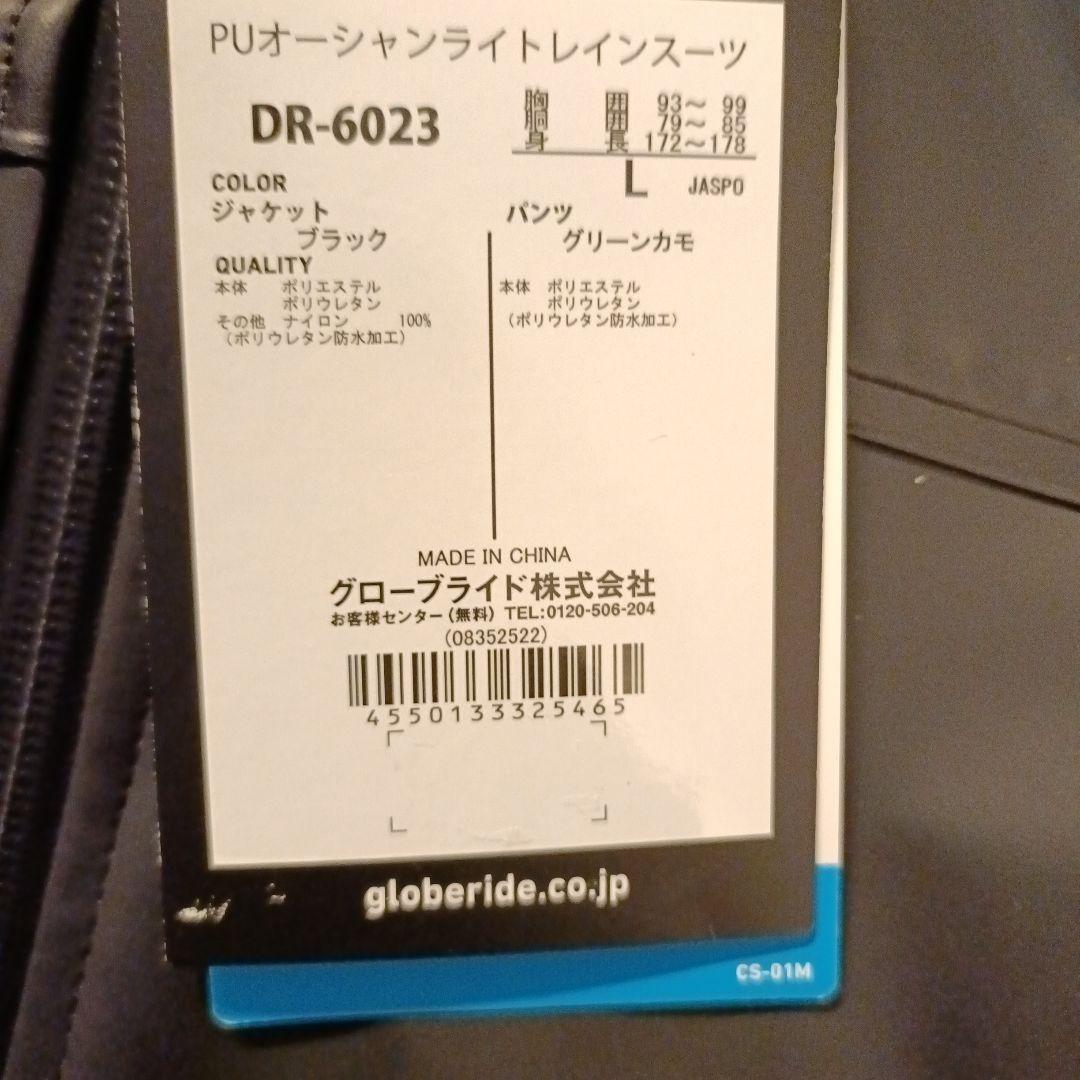 PUオーシャンライトレインスーツ
DR-6023
胸 囲 93～ 99
胴 囲 79～ 85
身 長 172～178
L JASPO
COLOR
ジャケット パンツ
ブラック グリーンカモ
QUALITY
本体 ポリエステル 本体 ポリエステル
ポリウレタン ポリウレタン
その他 ナイロン 100% (ポリウレタン防水加工)
(ポリウレタン防水加工)
MADE IN CHINA
グローブライド株式会社
お客様センター(無料) TEL:0120-506-204
(08352522)
4550133325465
globeride.co.jp
CS-01M